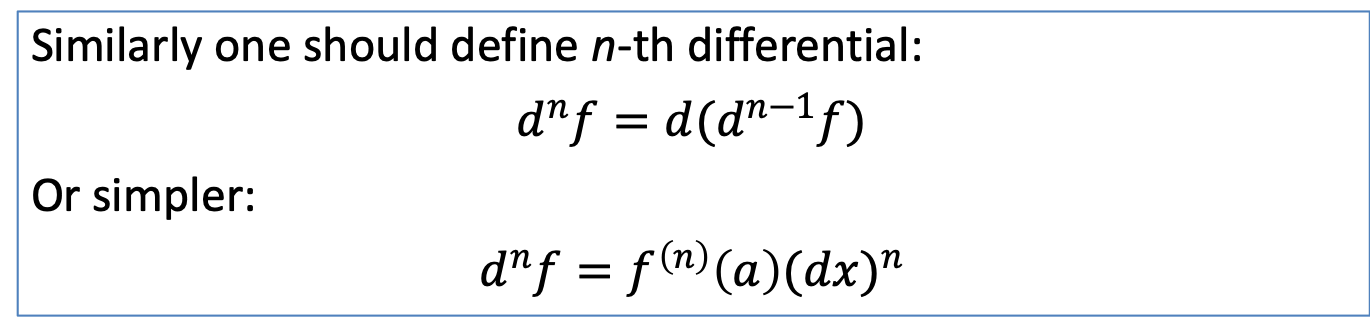 Similarly one should define n-th differential:
dⁿf = d(dⁿ⁻¹f)
Or simpler:
dⁿf = f⁽ⁿ⁾(a)(dx)ⁿ